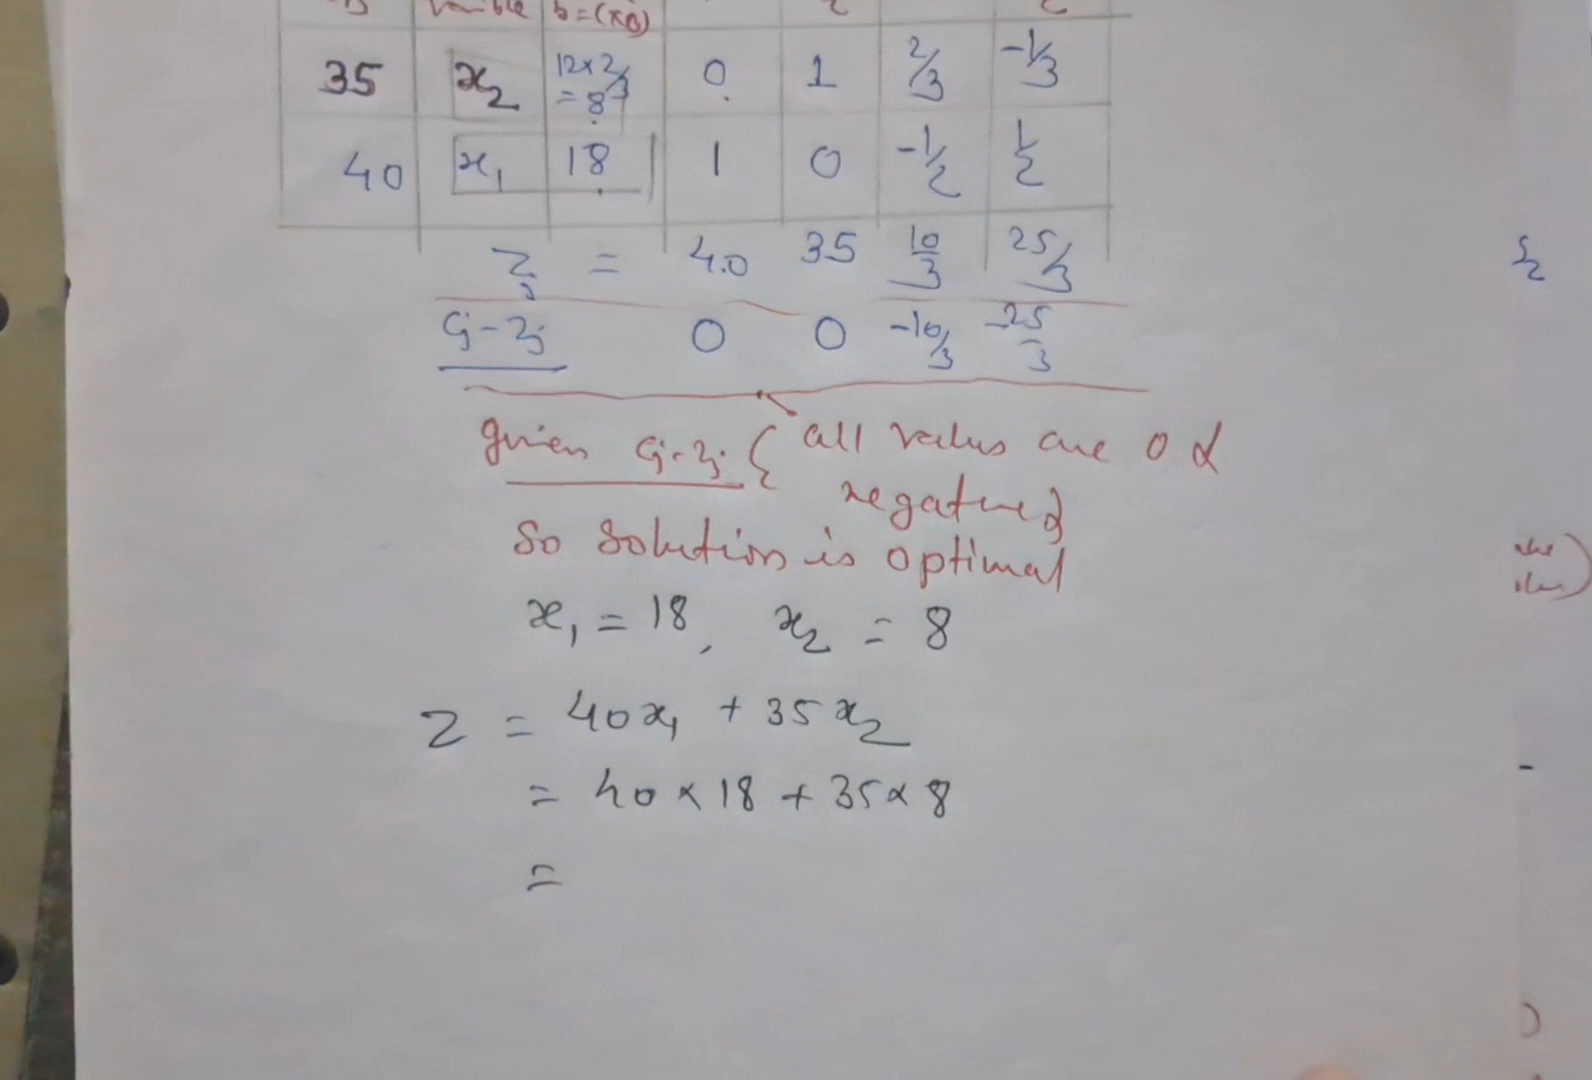 b = (xB)
35 x2 12×2/3 = 8 0 1 2/3 -1/3
40 x1 18 1 0 -1/2 1/2
Zj = 40 35 10/3 25/3
Cj-Zj 0 0 -10/3 -25/3
given Cj-Zj { all values are 0 &
negative}
So Solution is optimal
x1 = 18, x2 = 8
Z = 40x1 + 35x2
= 40 × 18 + 35 × 8
=